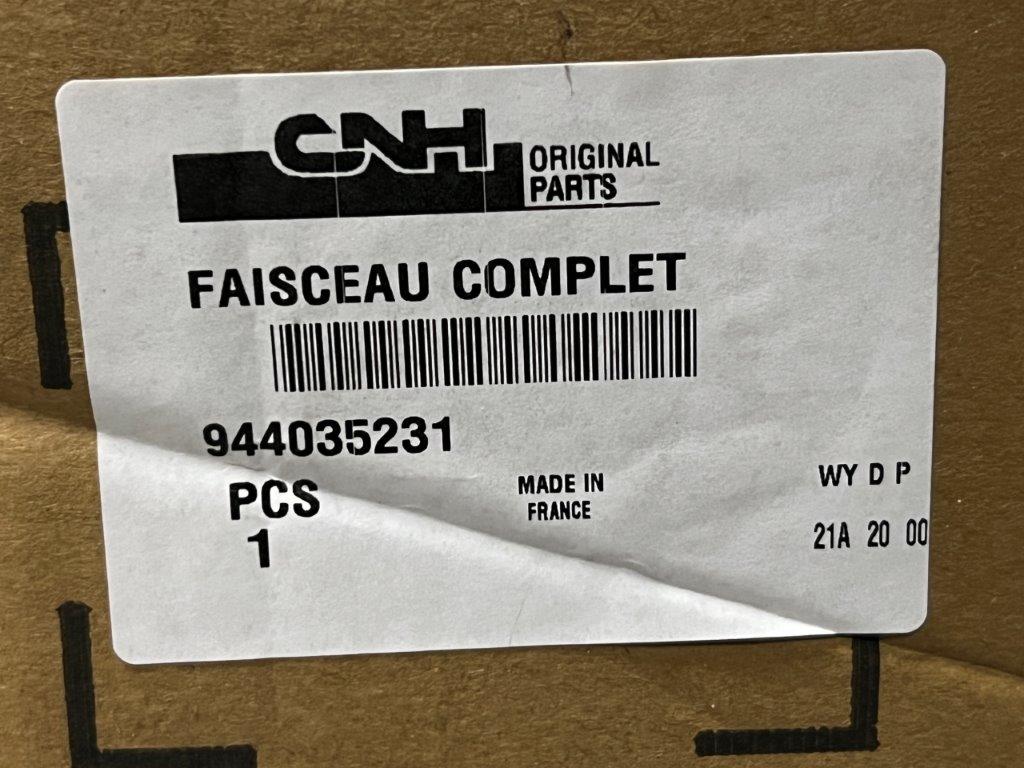 CNH ORIGINAL
PARTS
FAISCEAU COMPLET
944035231
PCS
1
MADE IN
FRANCE
WY D P
21A 20 00